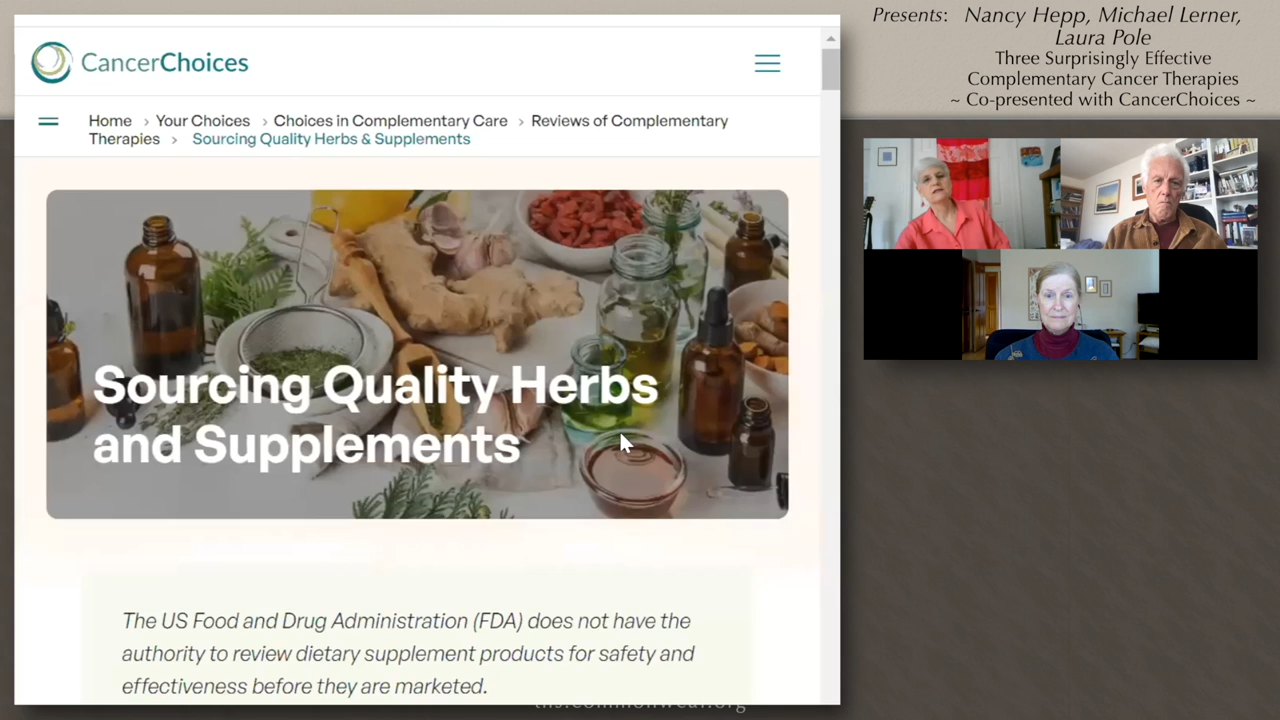 CancerChoices
Home › Your Choices › Choices in Complementary Care › Reviews of Complementary
Therapies › Sourcing Quality Herbs & Supplements
Sourcing Quality Herbs
and Supplements
The US Food and Drug Administration (FDA) does not have the
authority to review dietary supplement products for safety and
effectiveness before they are marketed.
Presents: Nancy Hepp, Michael Lerner,
Laura Pole
Three Surprisingly Effective
Complementary Cancer Therapies
~ Co-presented with CancerChoices ~